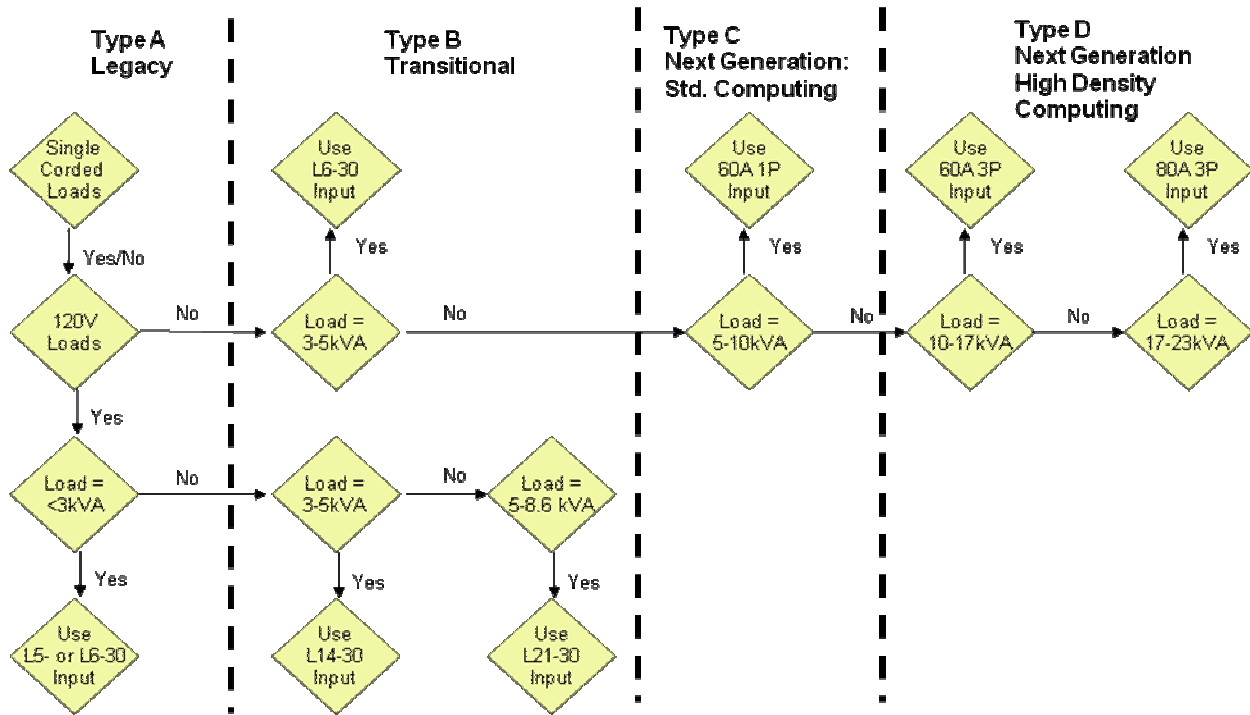 Type A
Legacy
Type B
Transitional
Type C
Next Generation:
Std. Computing
Type D
Next Generation
High Density
Computing
Single
Corded
Loads
Use
L6-30
Input
Use
60A 1P
Input
Use
60A 3P
Input
Use
80A 3P
Input
Yes/No
Yes
Yes
Yes
Yes
120V
Loads
No
Load =
3-5kVA
No
Load =
5-10kVA
No
Load =
10-17kVA
No
Load =
17-23kVA
Yes
Load =
<3kVA
No
Load =
3-5kVA
No
Load =
5-8.6 kVA
Yes
Yes
Yes
Use
L5- or L6-30
Input
Use
L14-30
Input
Use
L21-30
Input